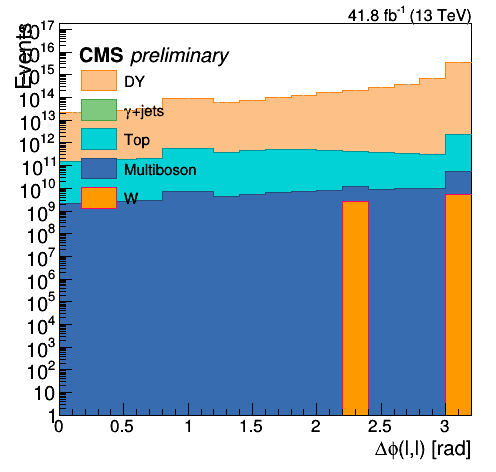 41.8 fb⁻¹ (13 TeV)
Events
CMS preliminary
DY
γ+jets
Top
Multiboson
W
10¹⁷
10¹⁶
10¹⁵
10¹⁴
10¹³
10¹²
10¹¹
10¹⁰
10⁹
10⁸
10⁷
10⁶
10⁵
10⁴
10³
10²
10
1
0 0.5 1 1.5 2 2.5 3
Δϕ(l,l) [rad]